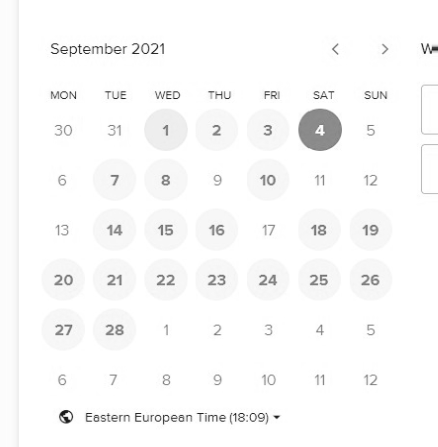 September 2021 < >
MON TUE WED THU FRI SAT SUN
30 31 1 2 3 4 5
6 7 8 9 10 11 12
13 14 15 16 17 18 19
20 21 22 23 24 25 26
27 28 1 2 3 4 5
6 7 8 9 10 11 12
Eastern European Time (18:09)